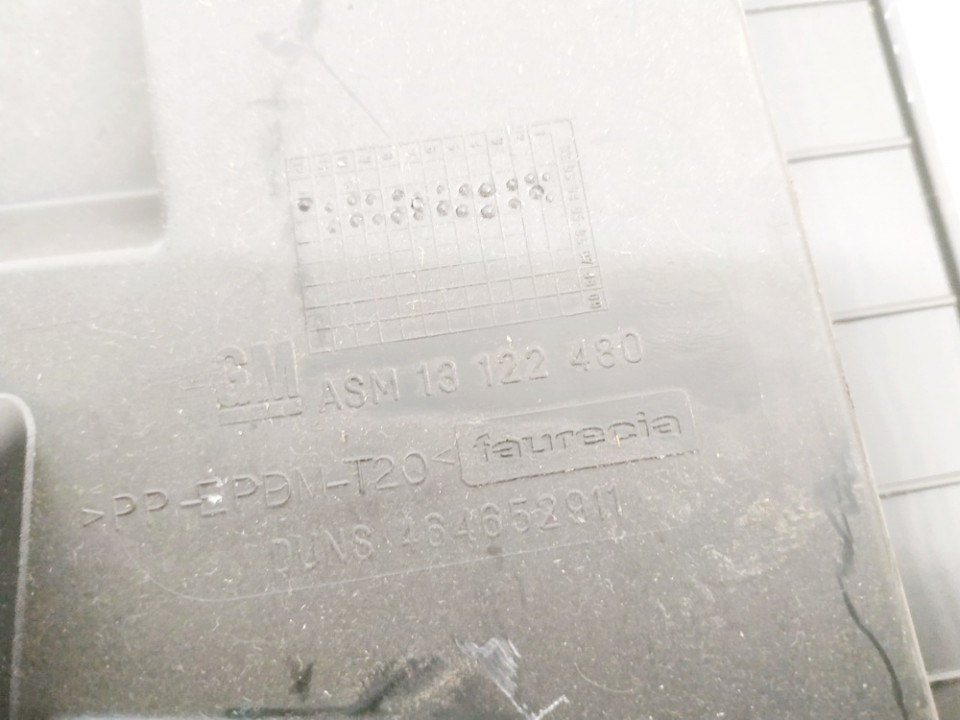 GM ASM 13 122 480
>PP-EPDM-T20< faurecia
DUNS 464652911